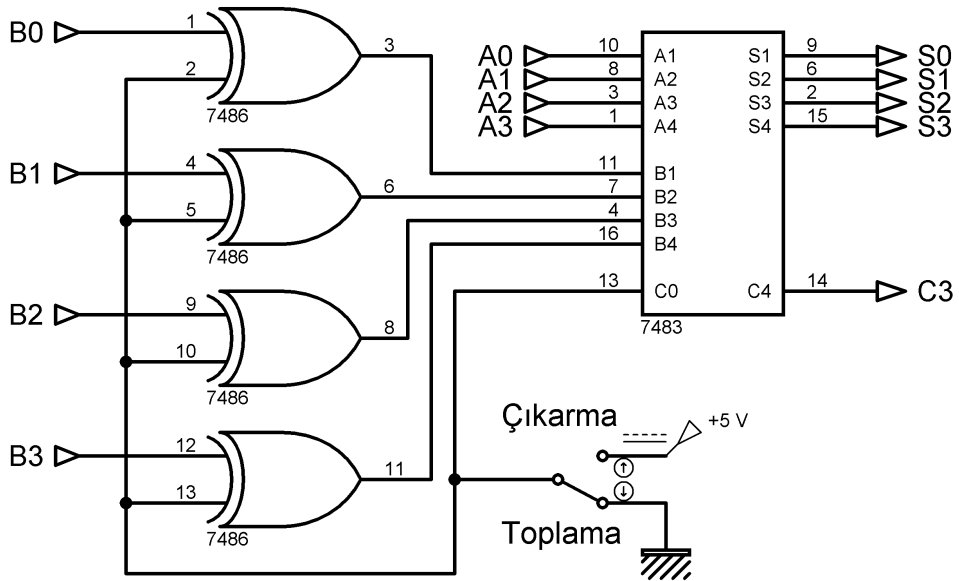 B0 1 3
2
7486
B1 4 6
5
7486
B2 9 8
10
7486
B3 12 11
13
7486
A0 10 A1 S1 9 S0
A1 8 A2 S2 6 S1
A2 3 A3 S3 2 S2
A3 1 A4 S4 15 S3
11 B1
7 B2
4 B3
16 B4
13 C0 C4 14 C3
7483
Çıkarma +5 V
↑
↓
Toplama